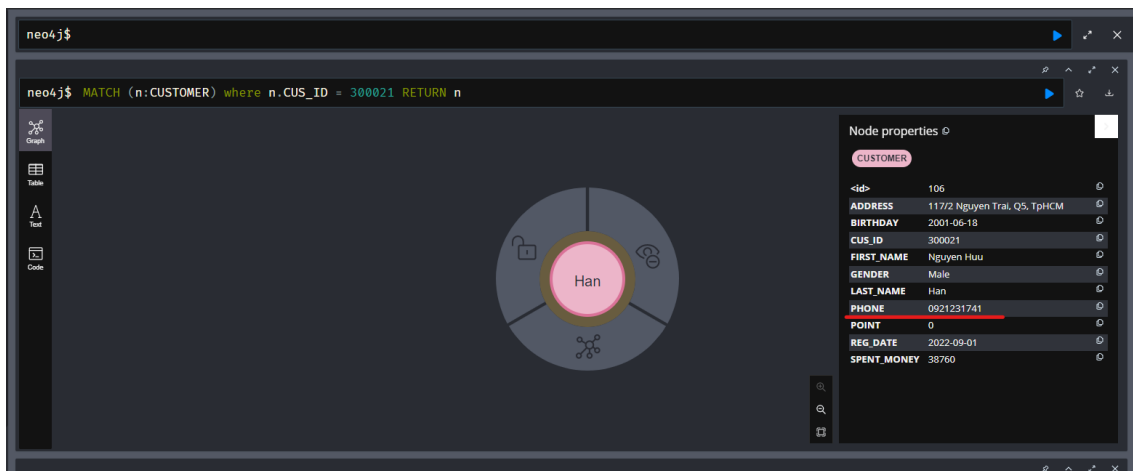 neo4j$
neo4j$ MATCH (n:CUSTOMER) where n.CUS_ID = 300021 RETURN n
Graph
Table
A
Text
Code
Han
Node properties
CUSTOMER
<id> 106
ADDRESS 117/2 Nguyen Trai, Q5, TpHCM
BIRTHDAY 2001-06-18
CUS_ID 300021
FIRST_NAME Nguyen Huu
GENDER Male
LAST_NAME Han
PHONE 0921231741
POINT 0
REG_DATE 2022-09-01
SPENT_MONEY 38760